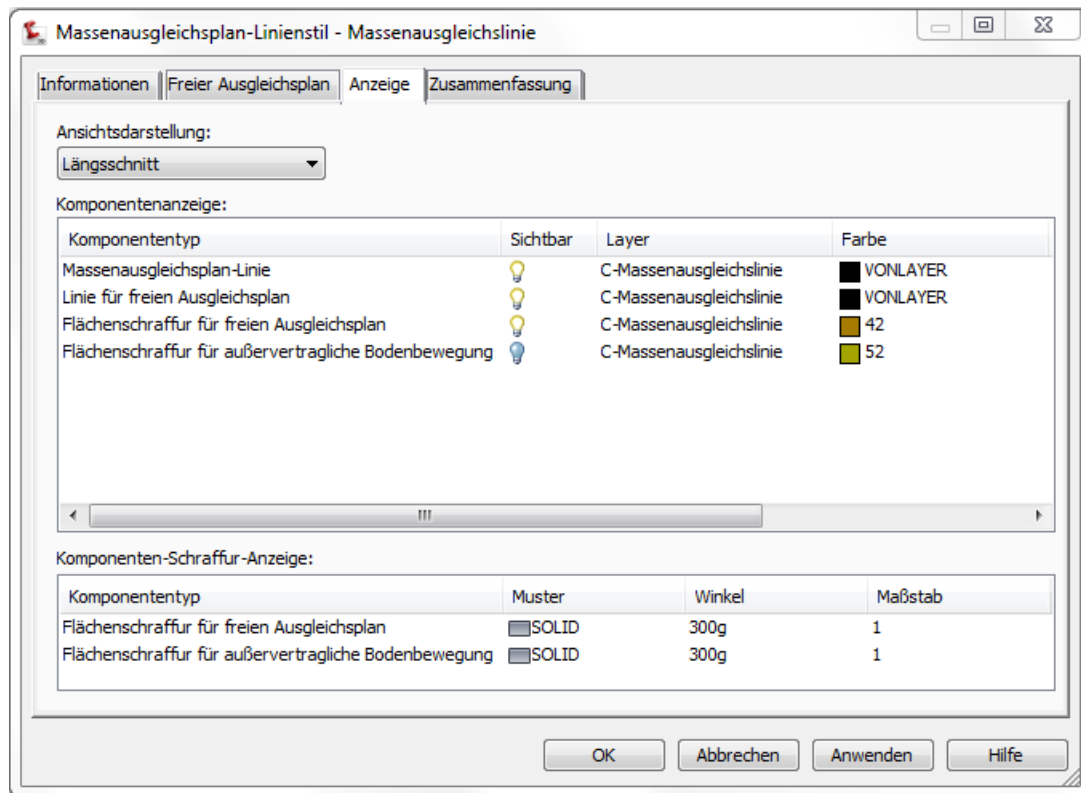 Massenausgleichsplan-Linienstil - Massenausgleichslinie
Informationen Freier Ausgleichsplan Anzeige Zusammenfassung
Ansichtsdarstellung:
Längsschnitt
Komponentenanzeige:
Komponententyp Sichtbar Layer Farbe
Massenausgleichsplan-Linie C-Massenausgleichslinie VONLAYER
Linie für freien Ausgleichsplan C-Massenausgleichslinie VONLAYER
Flächenschraffur für freien Ausgleichsplan C-Massenausgleichslinie 42
Flächenschraffur für außervertragliche Bodenbewegung C-Massenausgleichslinie 52
Komponenten-Schraffur-Anzeige:
Komponententyp Muster Winkel Maßstab
Flächenschraffur für freien Ausgleichsplan SOLID 300g 1
Flächenschraffur für außervertragliche Bodenbewegung SOLID 300g 1
OK Abbrechen Anwenden Hilfe